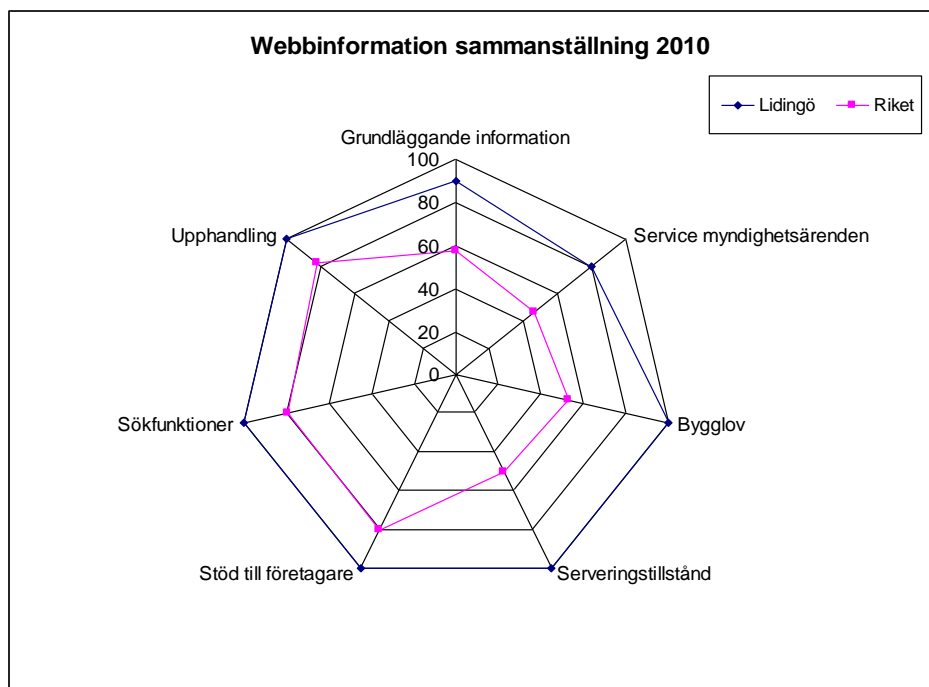 Webbinformation sammanställning 2010
Lidingö Riket
Grundläggande information
100
80
60
40
20
0
Service myndighetsärenden
Bygglov
Serveringstillstånd
Stöd till företagare
Sökfunktioner
Upphandling